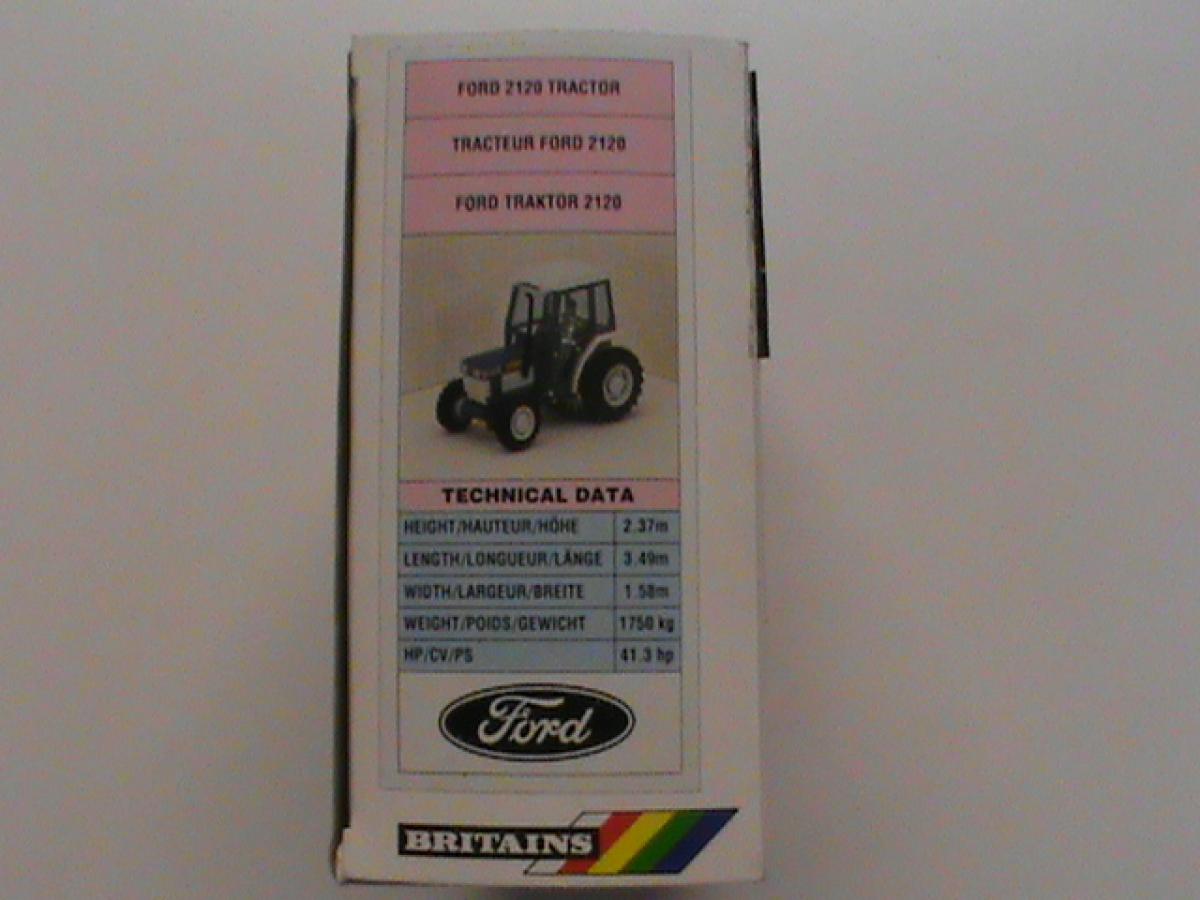 FORD 2120 TRACTOR
TRACTEUR FORD 2120
FORD TRAKTOR 2120
TECHNICAL DATA
HEIGHT/HAUTEUR/HÖHE 2.37m
LENGTH/LONGUEUR/LÄNGE 3.49m
WIDTH/LARGEUR/BREITE 1.58m
WEIGHT/POIDS/GEWICHT 1750 kg
HP/CV/PS 41.3 hp
Ford
BRITAINS